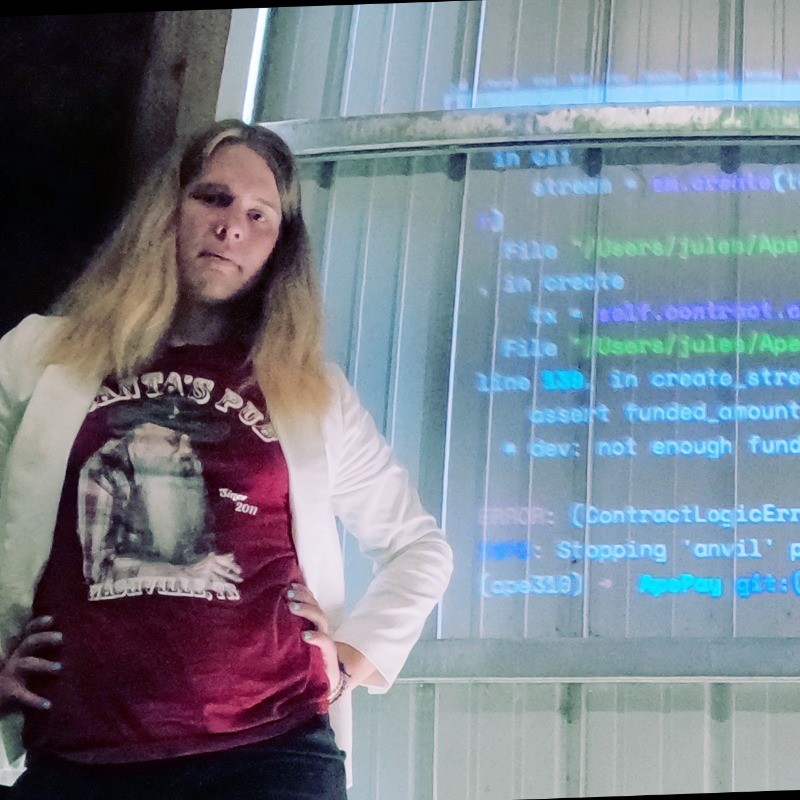 SANTA'S PUB
Since
2011
NASHVILLE, TN
in cli
stream = sm.create(
)
File "/Users/jules/Ape
, in create
tx = self.contract.
File "/Users/jules/Ape
line 138, in create_stre
assert funded_amount
# dev: not enough fund
ERROR: (ContractLogicErr
: Stopping 'anvil' p
(ape310) → ApePay git:(